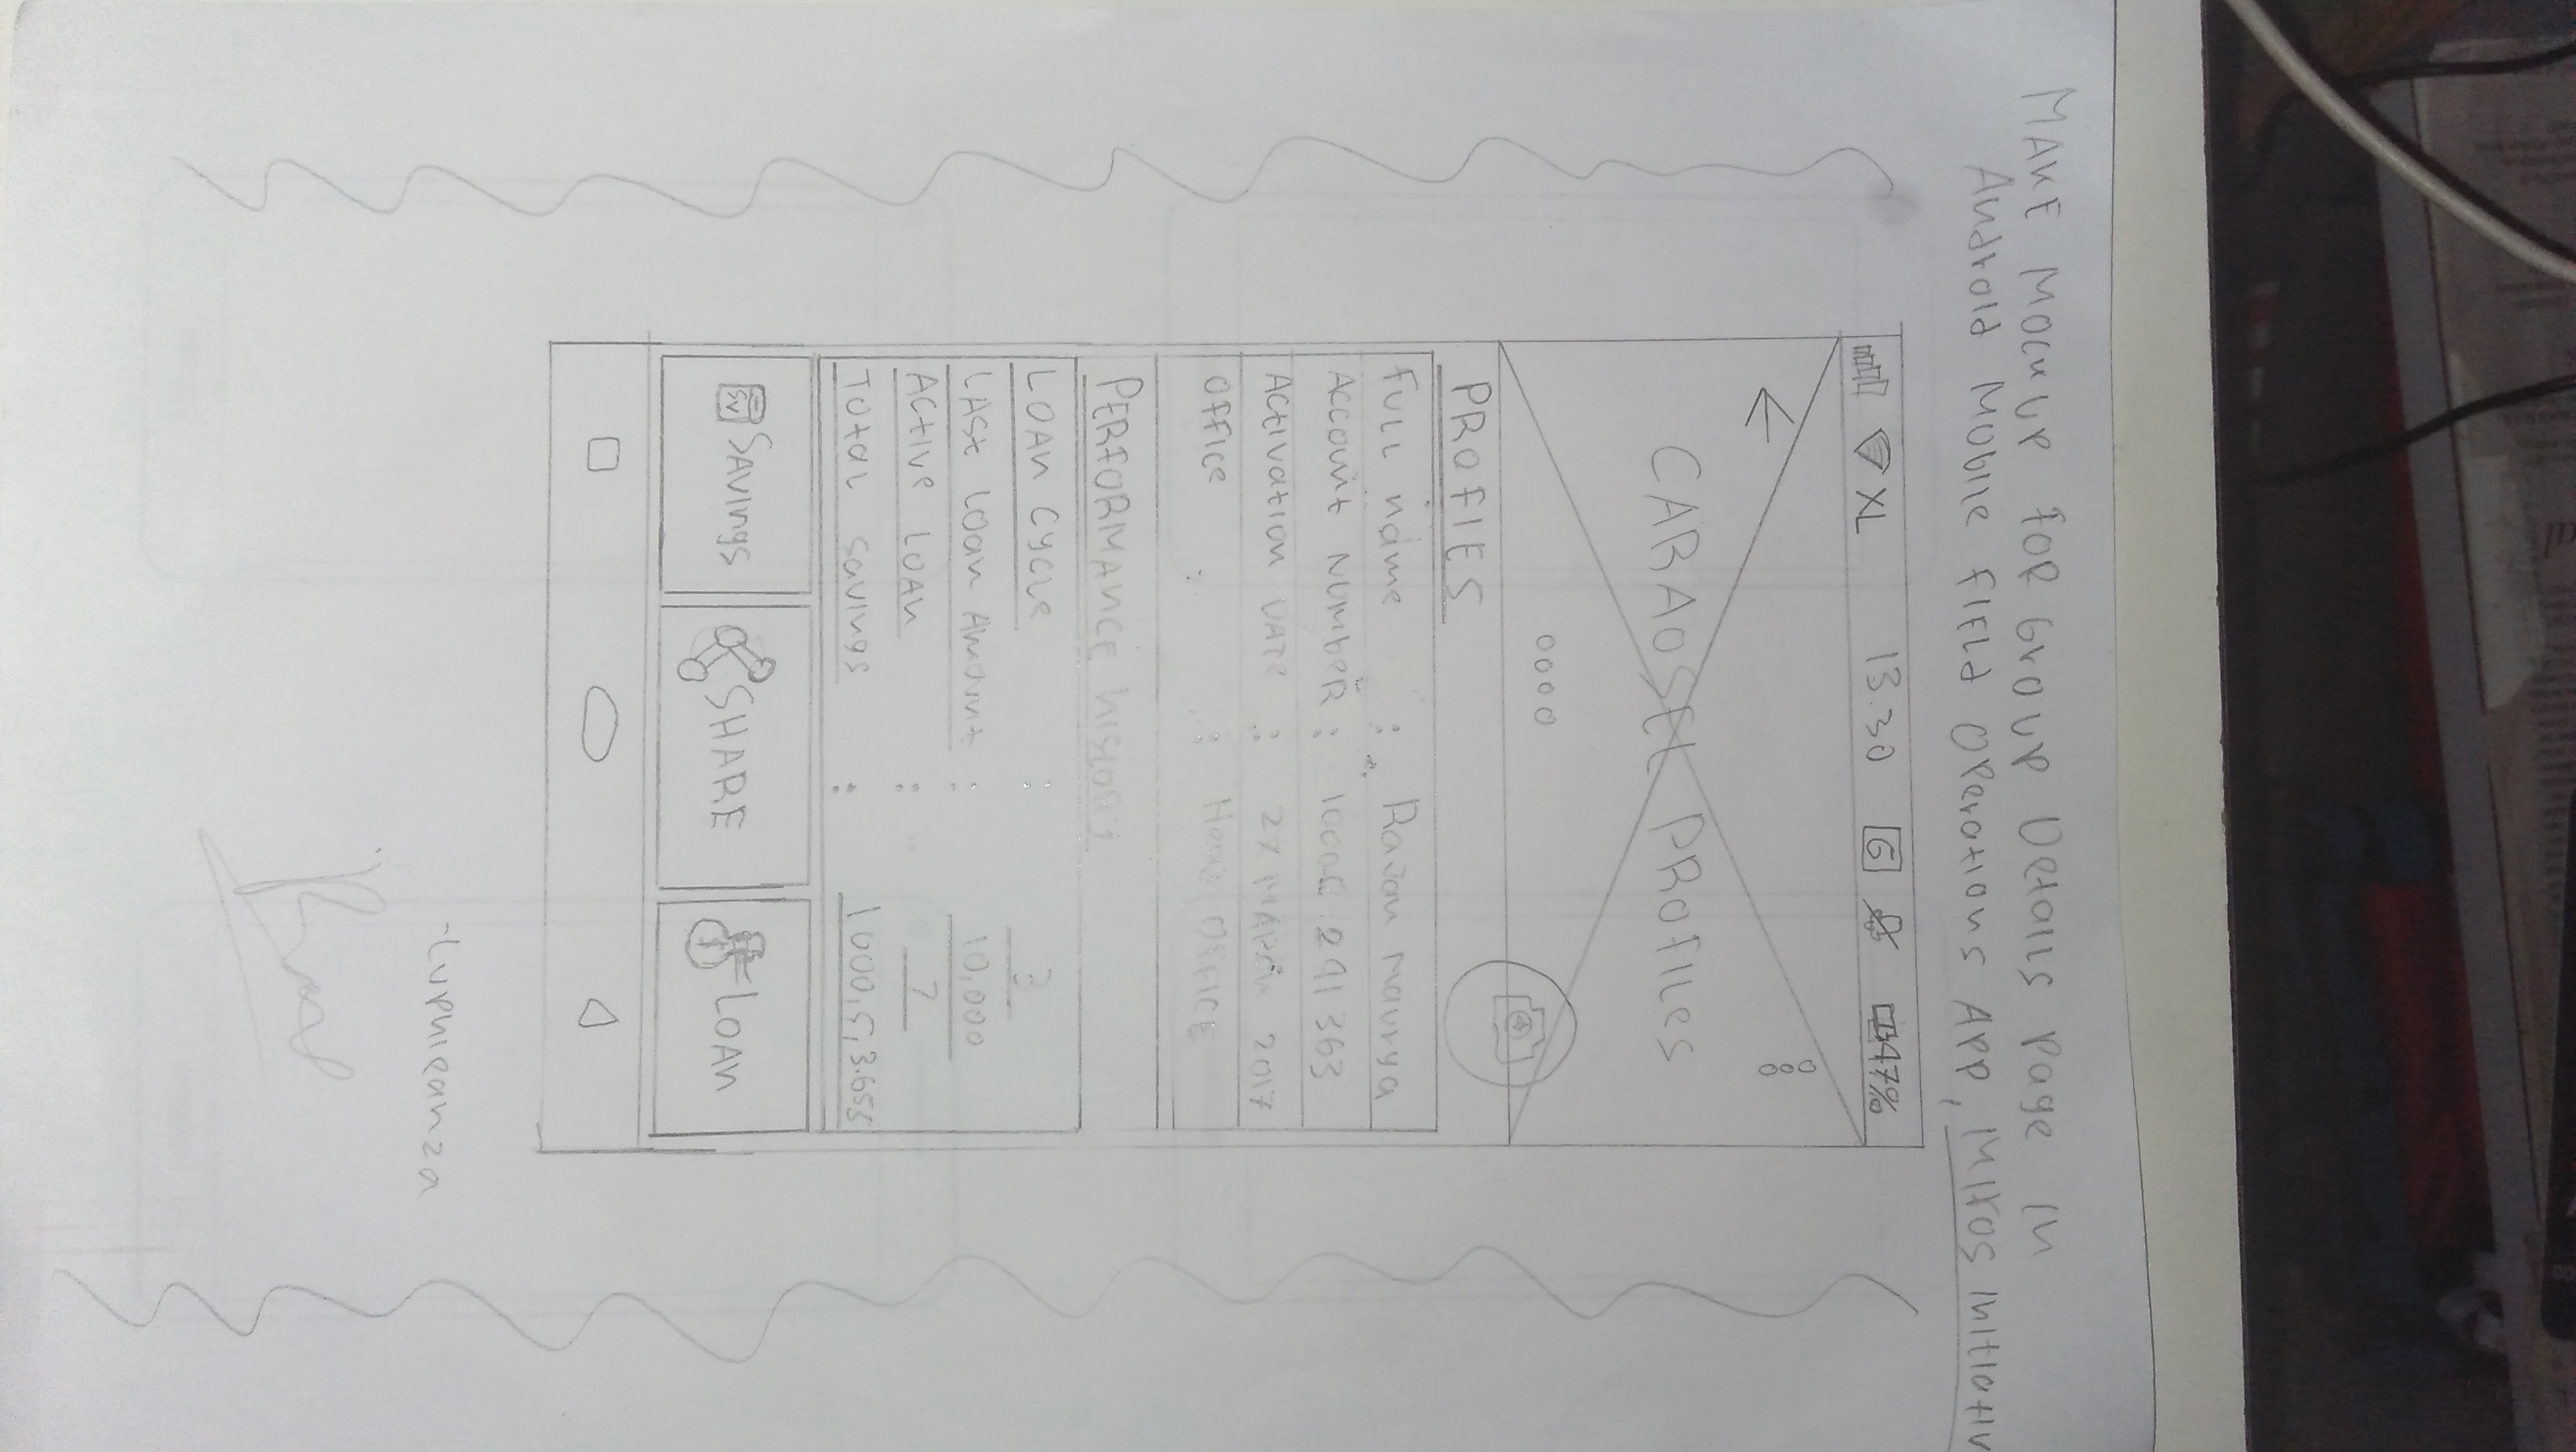 MAKE MOCKUP FOR GROUP Details Page in
Android Mobile Field Operations App, MIFOS Initiativ
XL 13.30 G 47%
CARAOSEL PROFILes
PROFIES
Full name : Rajan Maurya
Account NUMBER : 291363
Activation DATE : 27 MARCH 2017
Office : Head OFFICE
PERFORMANCE history
LOAN Cycle : 3
Last Loan Amount : 10,000
Active LOAN : 7
Total savings : 1000,5,3.655
SV Savings SHARE LOAN
-Luphieanza